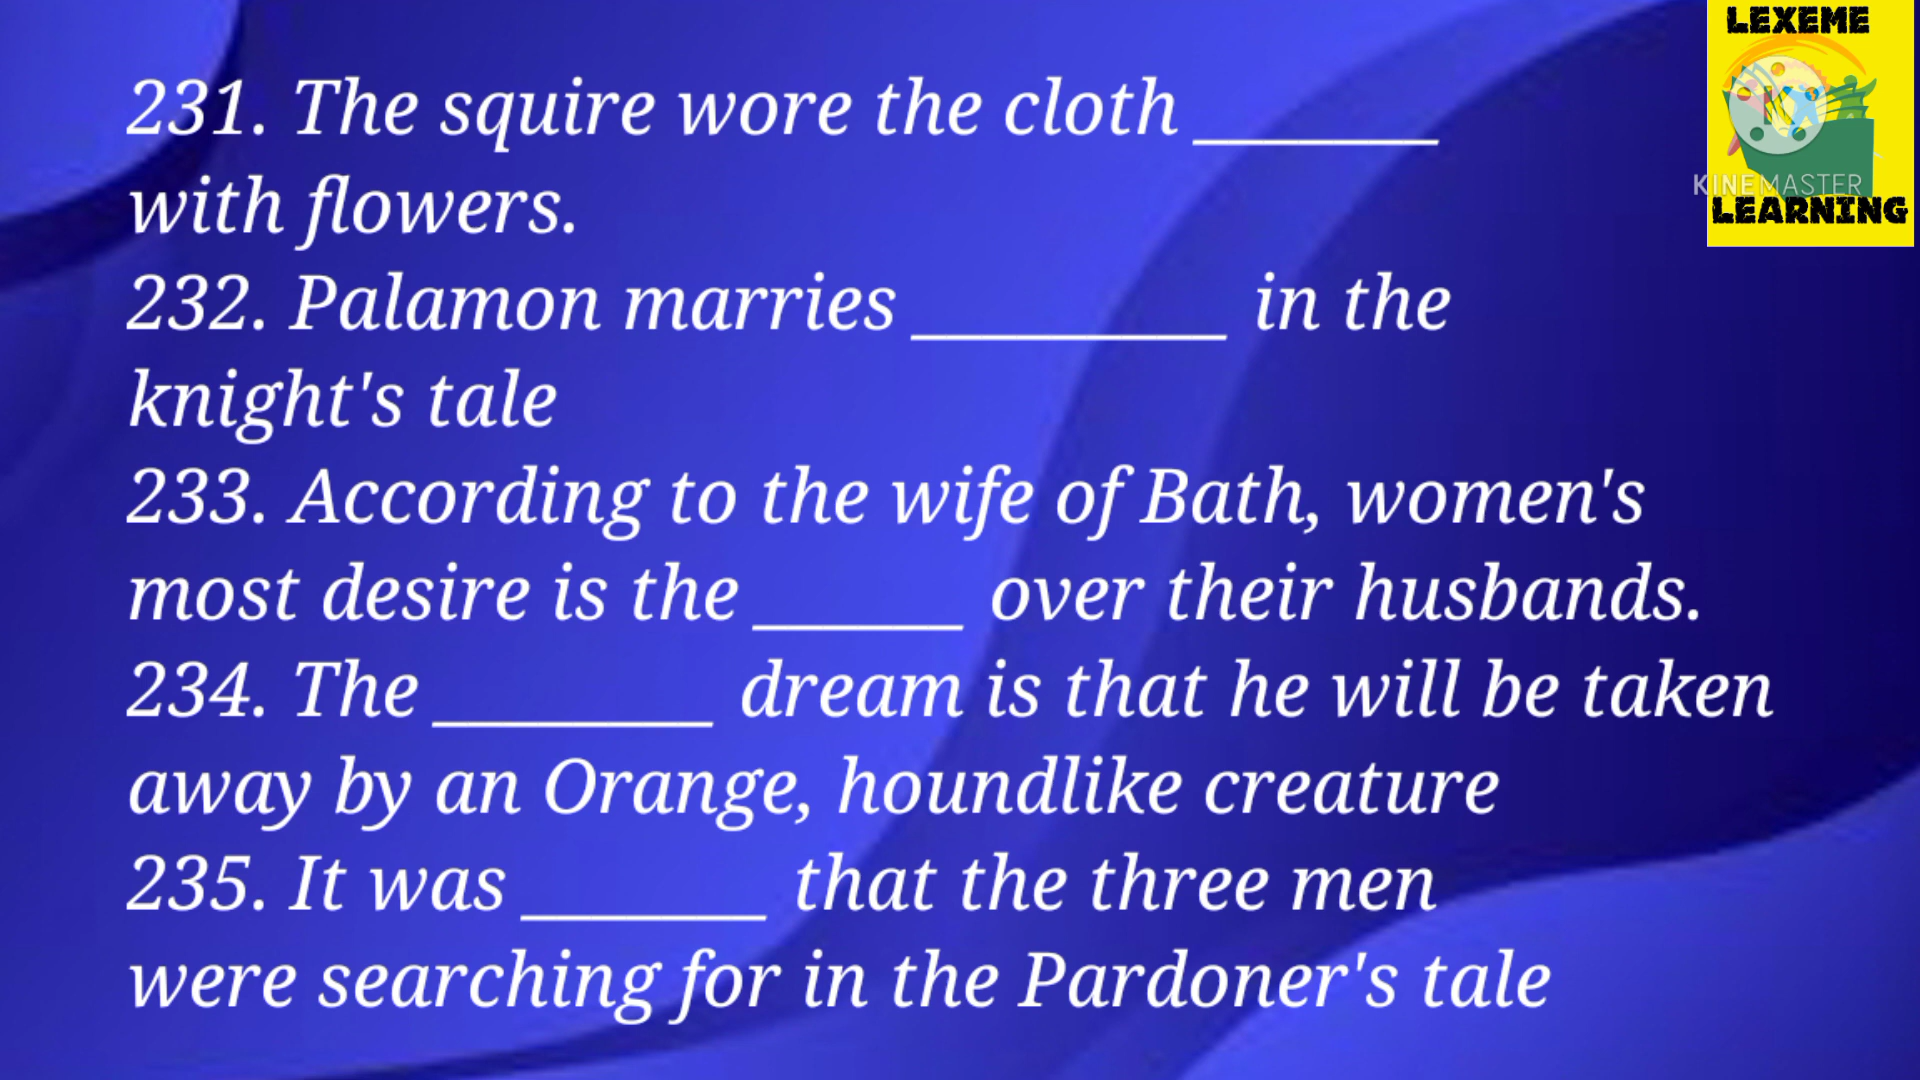 LEXEME
KINEMASTER
LEARNING
231. The squire wore the cloth _______
with flowers.
232. Palamon marries _________ in the
knight's tale
233. According to the wife of Bath, women's
most desire is the ______ over their husbands.
234. The ________ dream is that he will be taken
away by an Orange, houndlike creature
235. It was _______ that the three men
were searching for in the Pardoner's tale